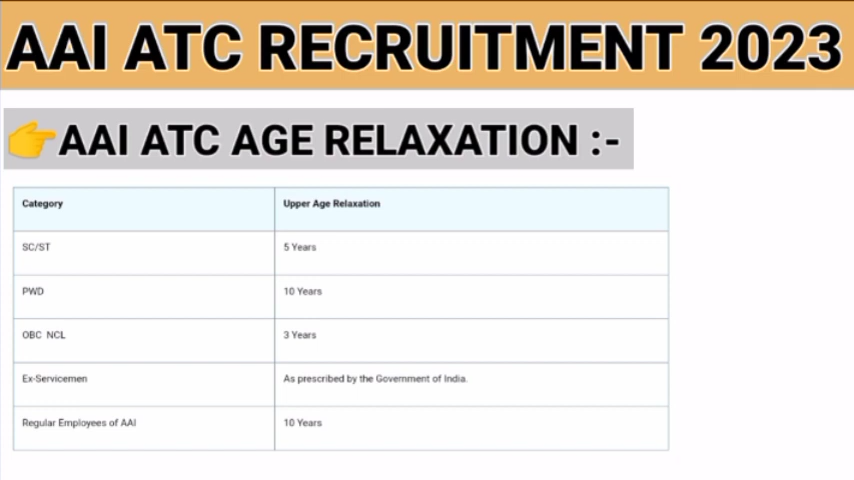 AAI ATC RECRUITMENT 2023
👉AAI ATC AGE RELAXATION :-
Category Upper Age Relaxation
SC/ST 5 Years
PWD 10 Years
OBC NCL 3 Years
Ex-Servicemen As prescribed by the Government of India.
Regular Employees of AAI 10 Years